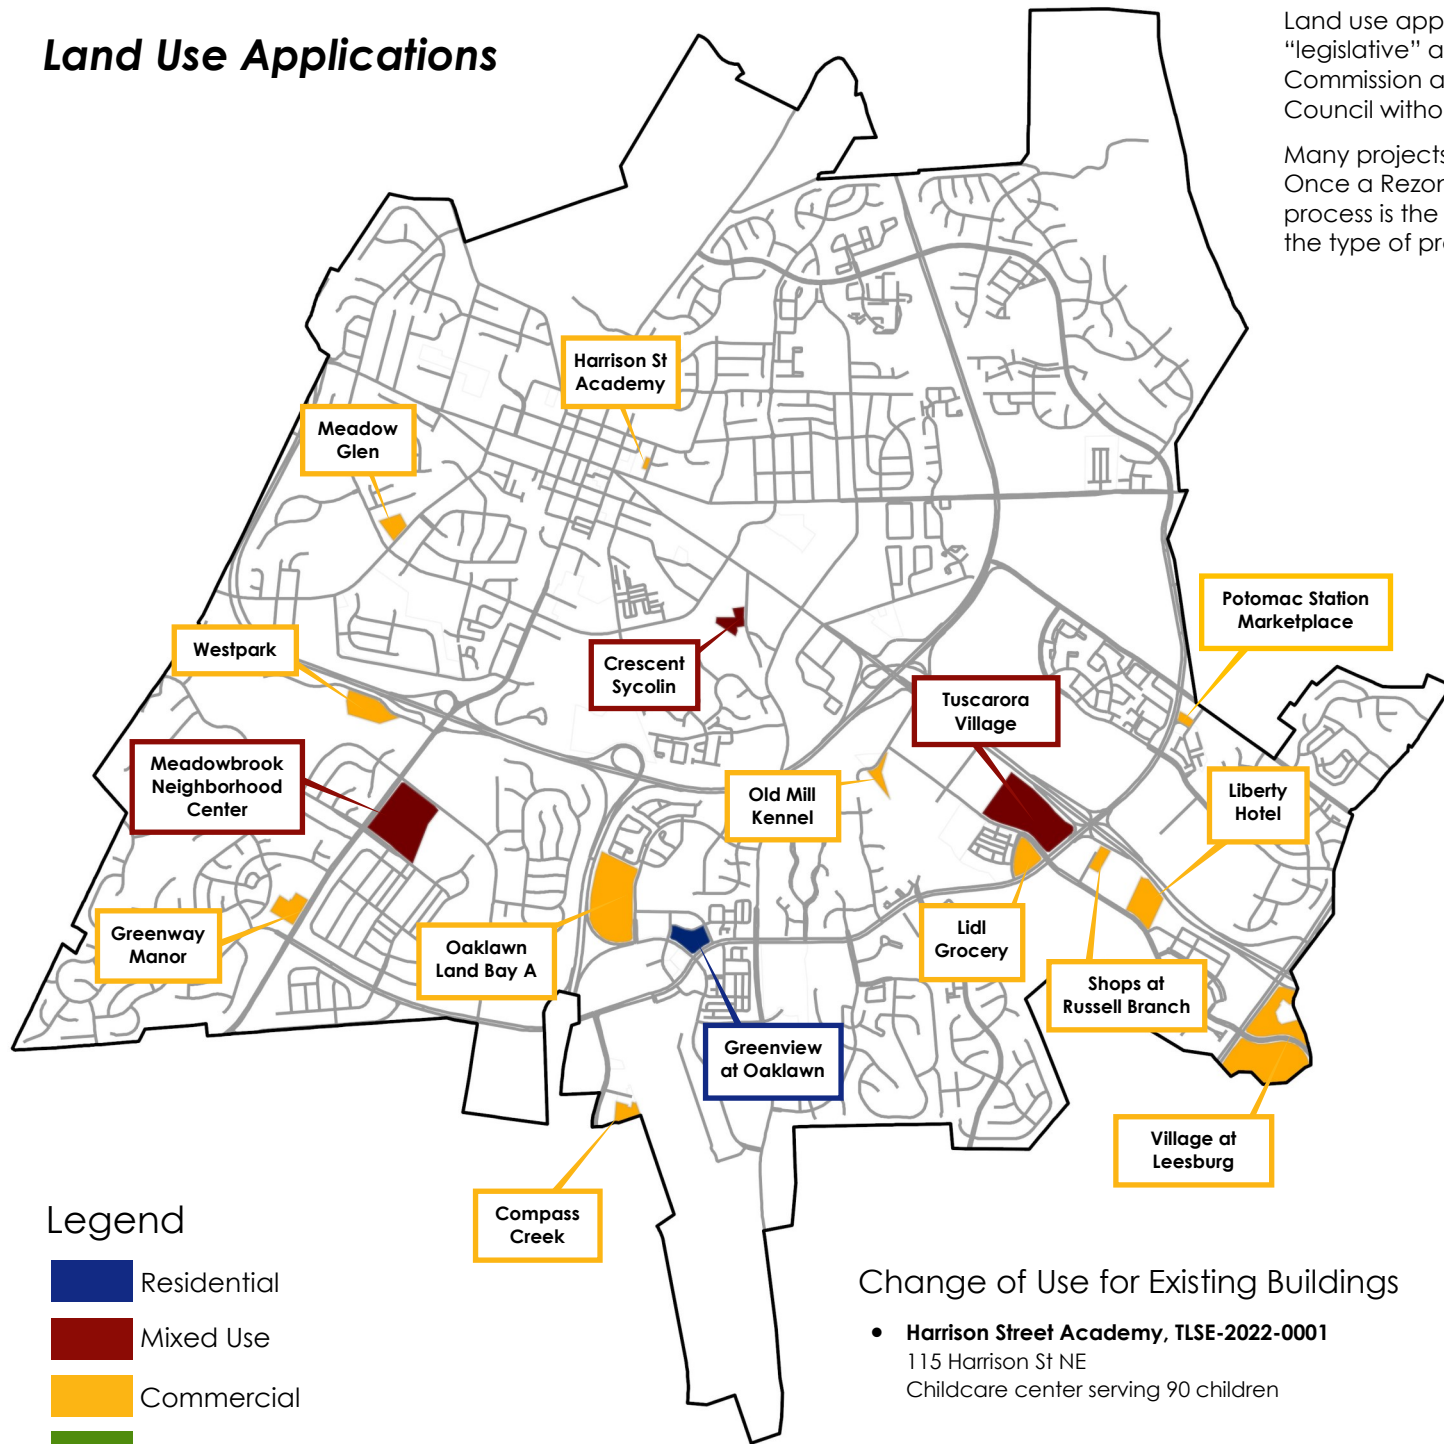 Land Use Applications
Land use app
“legislative” a
Commission a
Council witho
Many projects
Once a Rezor
process is the
the type of pr
Harrison St
Academy
Meadow
Glen
Potomac Station
Marketplace
Westpark
Crescent
Sycolin
Tuscarora
Village
Meadowbrook
Neighborhood
Center
Old Mill
Kennel
Liberty
Hotel
Greenway
Manor
Oaklawn
Land Bay A
Lidl
Grocery
Shops at
Russell Branch
Greenview
at Oaklawn
Village at
Leesburg
Compass
Creek
Legend
Residential
Mixed Use
Commercial
Change of Use for Existing Buildings
• Harrison Street Academy, TLSE-2022-0001
115 Harrison St NE
Childcare center serving 90 children